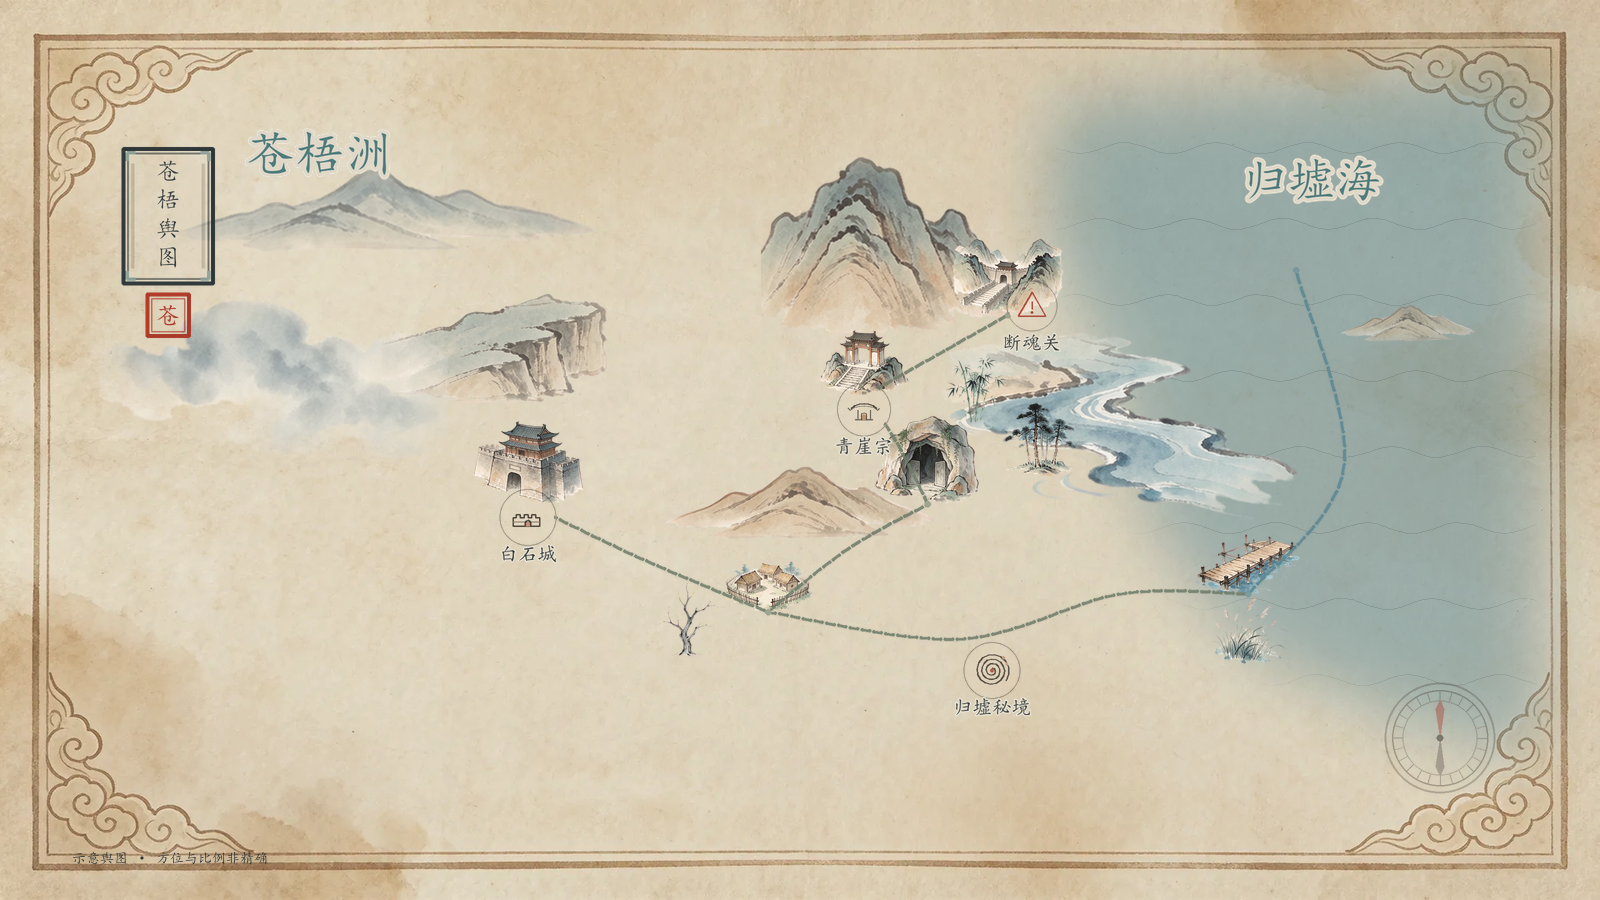 苍梧舆图
苍
苍梧洲
归墟海
断魂关
青崖宗
白石城
归墟秘境
示意舆图 • 方位与比例非精确